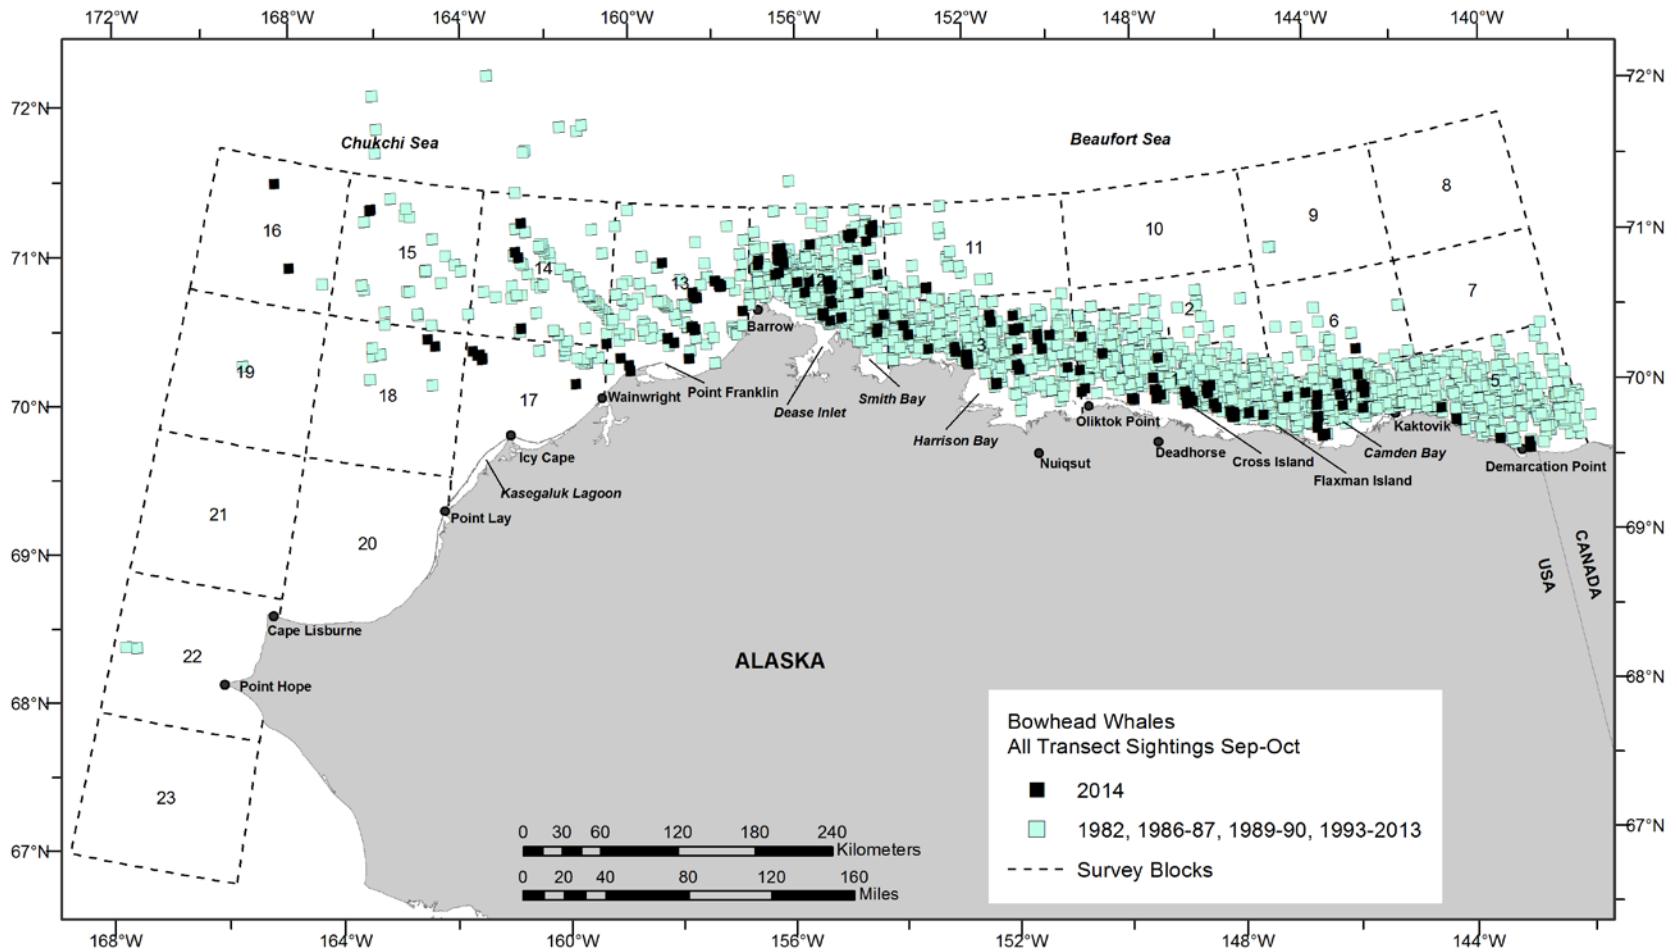 172°W 168°W 164°W 160°W 156°W 152°W 148°W 144°W 140°W
72°N 72°N
Chukchi Sea Beaufort Sea
8
9
16 10
71°N 71°N
15 11
14
13 12 7
2
6
Barrow
3
19 18 17
Wainwright Point Franklin
Dease Inlet Smith Bay
1 4 5
70°N 70°N
Harrison Bay Oliktok Point Kaktovik
Icy Cape Nuiqsut Deadhorse Cross Island Camden Bay Demarcation Point
Kasegaluk Lagoon Flaxman Island
21 Point Lay
20
69°N 69°N
USA CANADA
Cape Lisburne
22 ALASKA
Point Hope
68°N 68°N
Bowhead Whales
All Transect Sightings Sep-Oct
2014
1982, 1986-87, 1989-90, 1993-2013
Survey Blocks
23
0 30 60 120 180 240
Kilometers
0 20 40 80 120 160
Miles
67°N 67°N
168°W 164°W 160°W 156°W 152°W 148°W 144°W